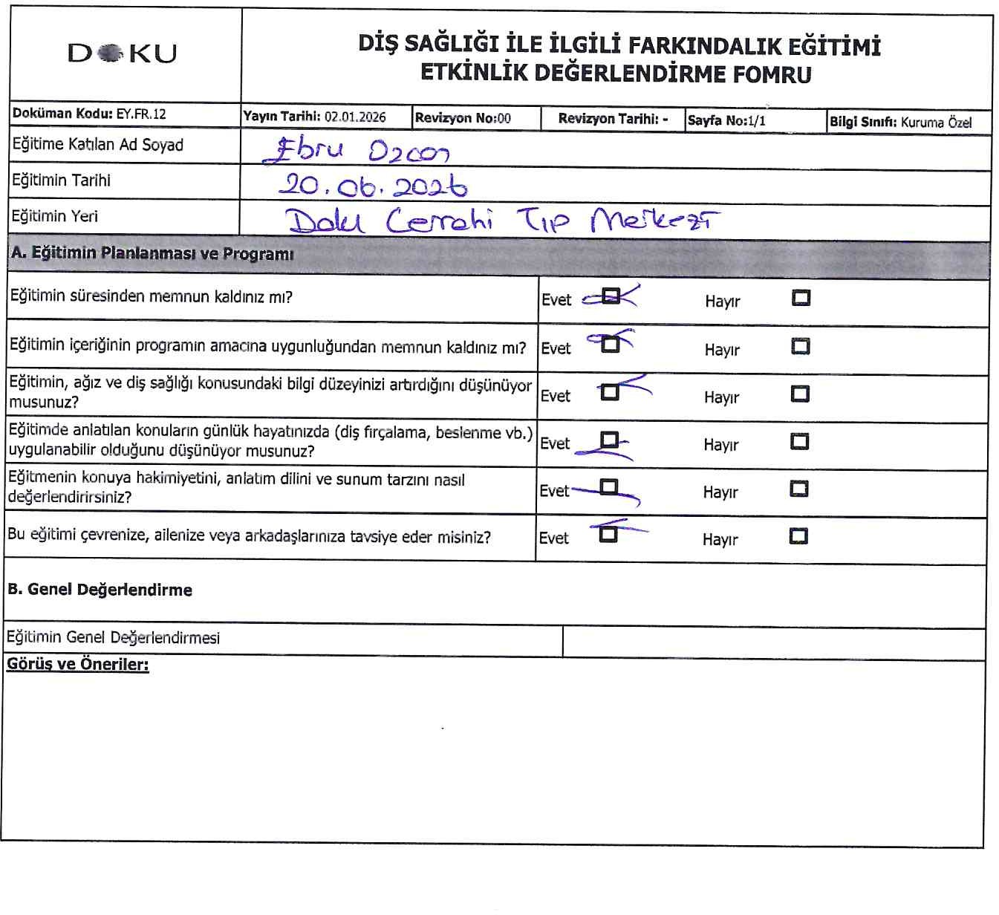 DOKU
DİŞ SAĞLIĞI İLE İLGİLİ FARKINDALIK EĞİTİMİ
ETKİNLİK DEĞERLENDİRME FOMRU
Doküman Kodu: EY.FR.12 Yayın Tarihi: 02.01.2026 Revizyon No:00 Revizyon Tarihi: - Sayfa No:1/1 Bilgi Sınıfı: Kuruma Özel
Eğitime Katılan Ad Soyad Ebru Ozcan
Eğitimin Tarihi 20.06.2026
Eğitimin Yeri Doku Cerrahi Tıp Merkezi
A. Eğitimin Planlanması ve Programı
Eğitimin süresinden memnun kaldınız mı? Evet Hayır
Eğitimin içeriğinin programın amacına uygunluğundan memnun kaldınız mı? Evet Hayır
Eğitimin, ağız ve diş sağlığı konusundaki bilgi düzeyinizi artırdığını düşünüyor
musunuz? Evet Hayır
Eğitimde anlatılan konuların günlük hayatınızda (diş fırçalama, beslenme vb.)
uygulanabilir olduğunu düşünüyor musunuz? Evet Hayır
Eğitmenin konuya hakimiyetini, anlatım dilini ve sunum tarzını nasıl
değerlendirirsiniz? Evet Hayır
Bu eğitimi çevrenize, ailenize veya arkadaşlarınıza tavsiye eder misiniz? Evet Hayır
B. Genel Değerlendirme
Eğitimin Genel Değerlendirmesi
Görüş ve Öneriler: